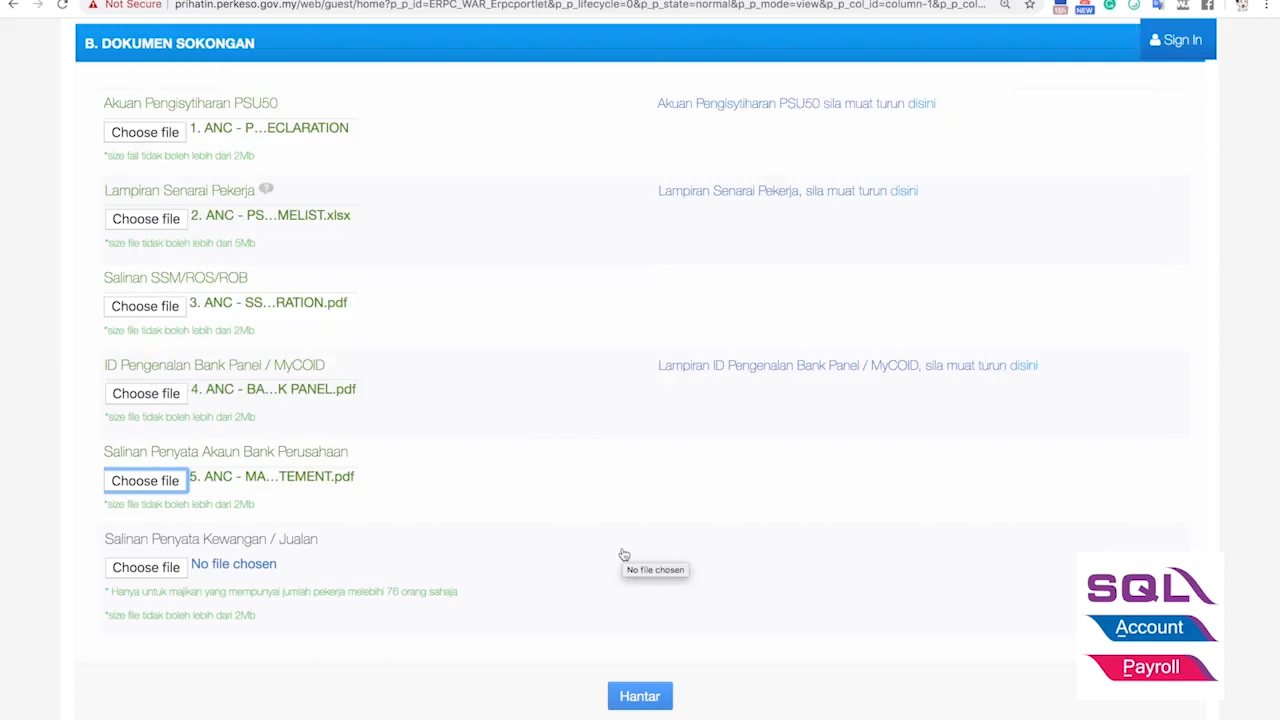 Not Secure prihatin.perkeso.gov.my/web/guest/home?p_p_id=ERPC_WAR_Erpcportlet&p_p_lifecycle=0&p_p_state=normal&p_p_mode=view&p_p_col_id=column-1&p_p_col...
15h NEW
B. DOKUMEN SOKONGAN
Sign In
Akuan Pengisytiharan PSU50
Akuan Pengisytiharan PSU50 sila muat turun disini
Choose file 1. ANC - P...ECLARATION
*size fail tidak boleh lebih dari 2Mb
Lampiran Senarai Pekerja ?
Lampiran Senarai Pekerja, sila muat turun disini
Choose file 2. ANC - PS...MELIST.xlsx
*size file tidak boleh lebih dari 5Mb
Salinan SSM/ROS/ROB
Choose file 3. ANC - SS...RATION.pdf
*size file tidak boleh lebih dari 2Mb
ID Pengenalan Bank Panel / MyCOID
Lampiran ID Pengenalan Bank Panel / MyCOID, sila muat turun disini
Choose file 4. ANC - BA...K PANEL.pdf
*size file tidak boleh lebih dari 2Mb
Salinan Penyata Akaun Bank Perusahaan
Choose file 5. ANC - MA...TEMENT.pdf
*size file tidak boleh lebih dari 2Mb
Salinan Penyata Kewangan / Jualan
Choose file No file chosen
No file chosen
* Hanya untuk majikan yang mempunyai jumlah pekerja melebihi 76 orang sahaja
*size file tidak boleh lebih dari 2Mb
SQL
Account
Payroll
Hantar